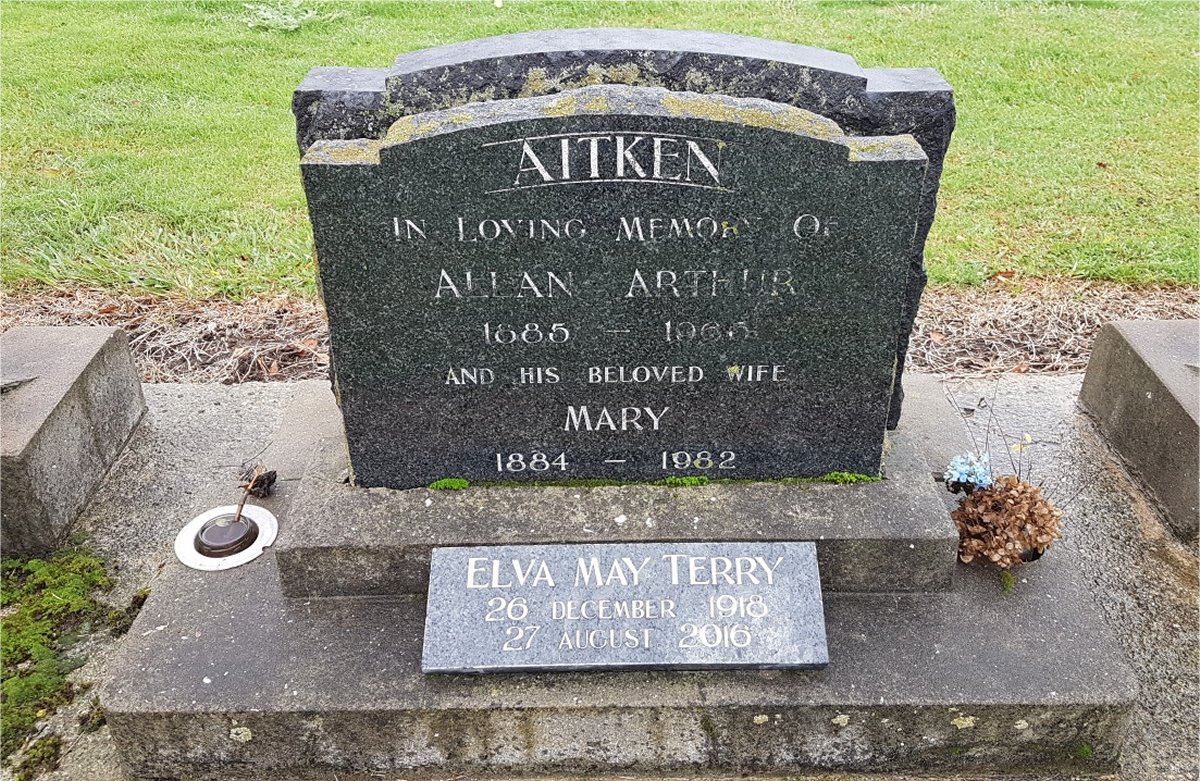 AITKEN
IN LOVING MEMORY OF
ALLAN ARTHUR
1885 –
AND HIS BELOVED WIFE
MARY
1884 – 1982
ELVA MAY TERRY
26 DECEMBER 1918
27 AUGUST 2016